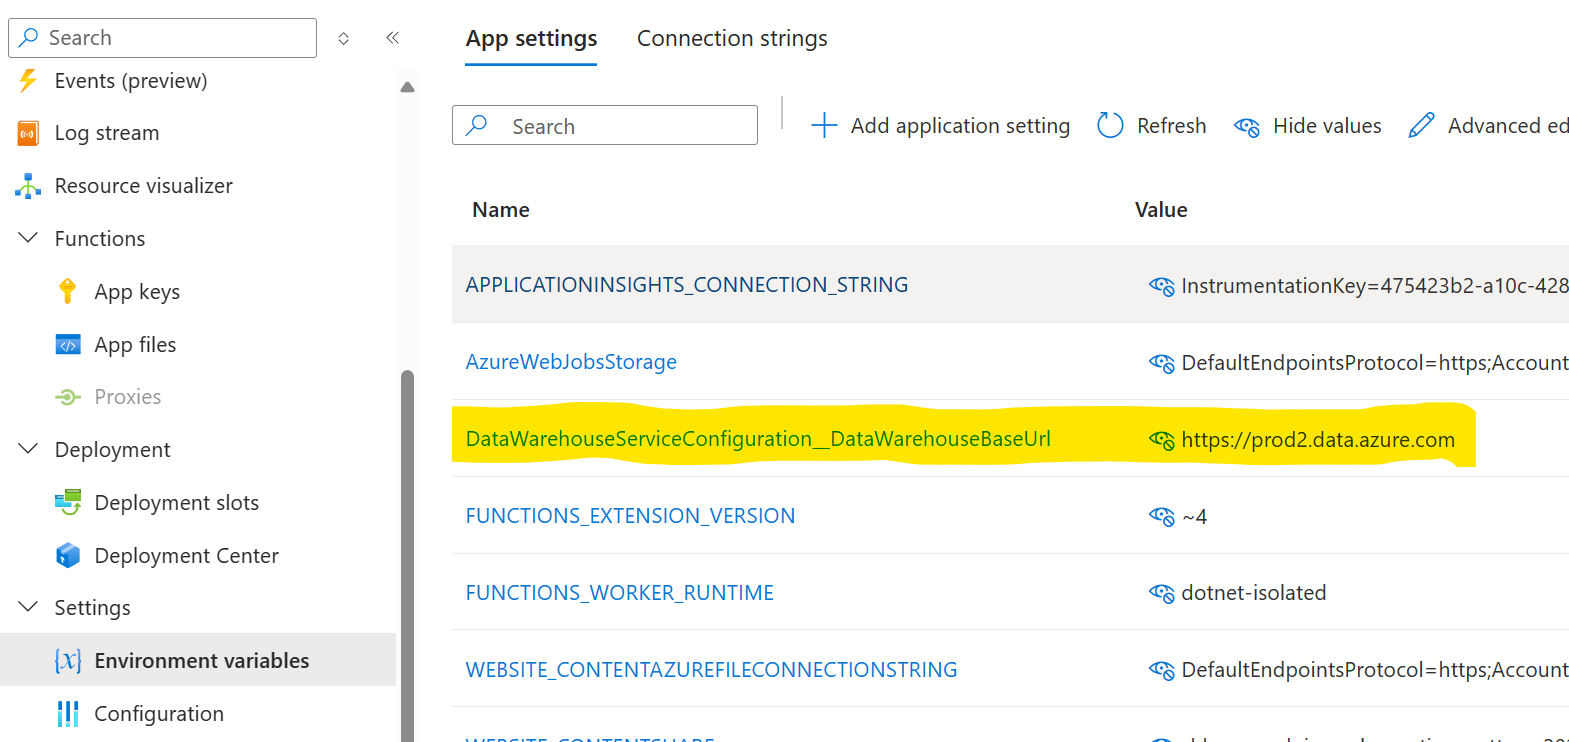 Search
Events (preview)
Log stream
Resource visualizer
Functions
App keys
App files
Proxies
Deployment
Deployment slots
Deployment Center
Settings
Environment variables
Configuration
App settings Connection strings
Search Add application setting Refresh Hide values Advanced ed
Name Value
APPLICATIONINSIGHTS_CONNECTION_STRING InstrumentationKey=475423b2-a10c-428
AzureWebJobsStorage DefaultEndpointsProtocol=https;Account
DataWarehouseServiceConfiguration__DataWarehouseBaseUrl https://prod2.data.azure.com
FUNCTIONS_EXTENSION_VERSION ~4
FUNCTIONS_WORKER_RUNTIME dotnet-isolated
WEBSITE_CONTENTAZUREFILECONNECTIONSTRING DefaultEndpointsProtocol=https;Account
WEBSITE_CONTENTSHARE